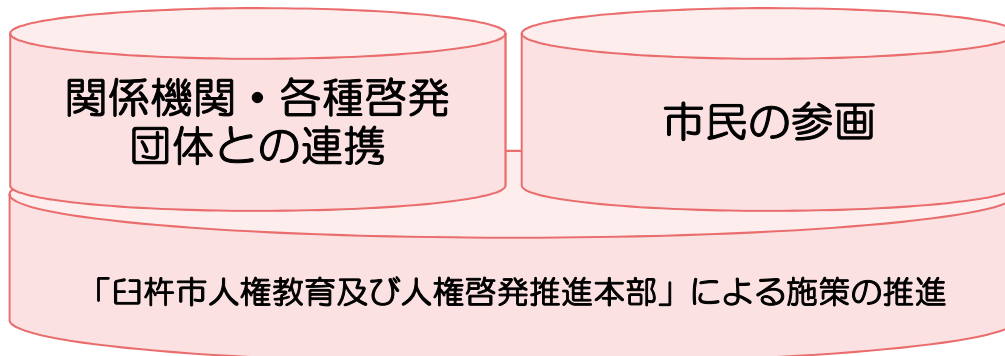 関係機関・各種啓発
団体との連携
市民の参画
「臼杵市人権教育及び人権啓発推進本部」による施策の推進